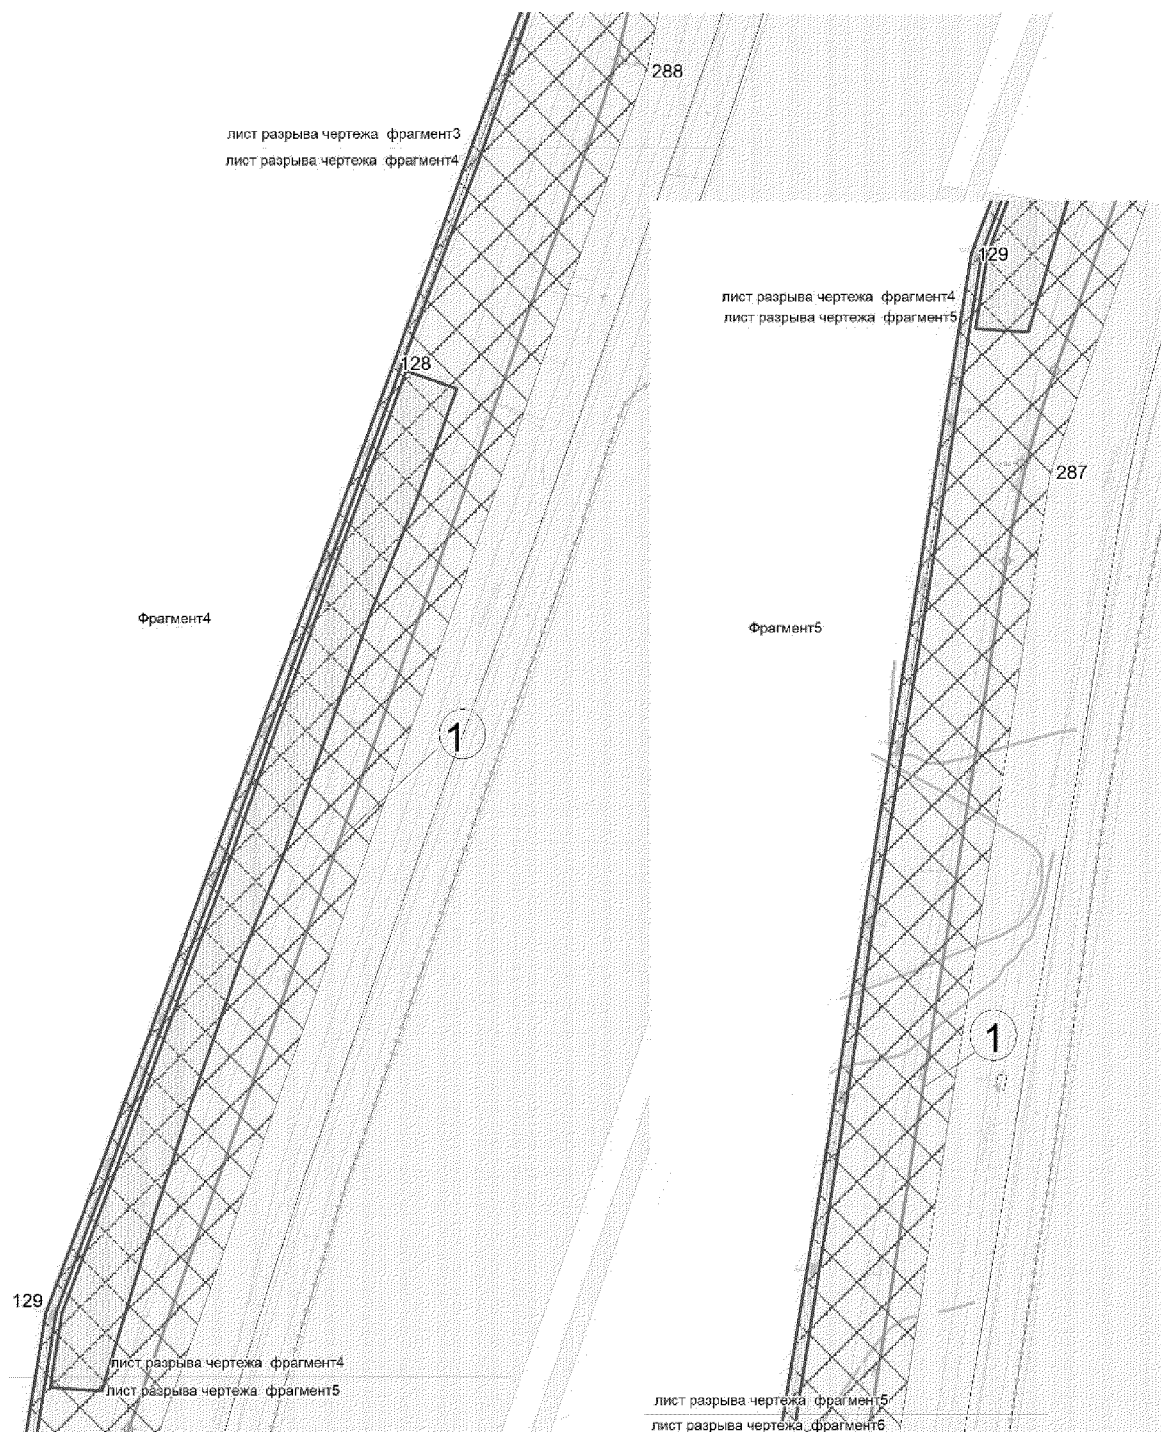 288
лист разрыва чертежа фрагмент3
лист разрыва чертежа фрагмент4
128
Фрагмент4
1
129
лист разрыва чертежа фрагмент4
лист разрыва чертежа фрагмент5
129
лист разрыва чертежа фрагмент4
лист разрыва чертежа фрагмент5
287
Фрагмент5
1
лист разрыва чертежа фрагмент5
лист разрыва чертежа фрагмент6